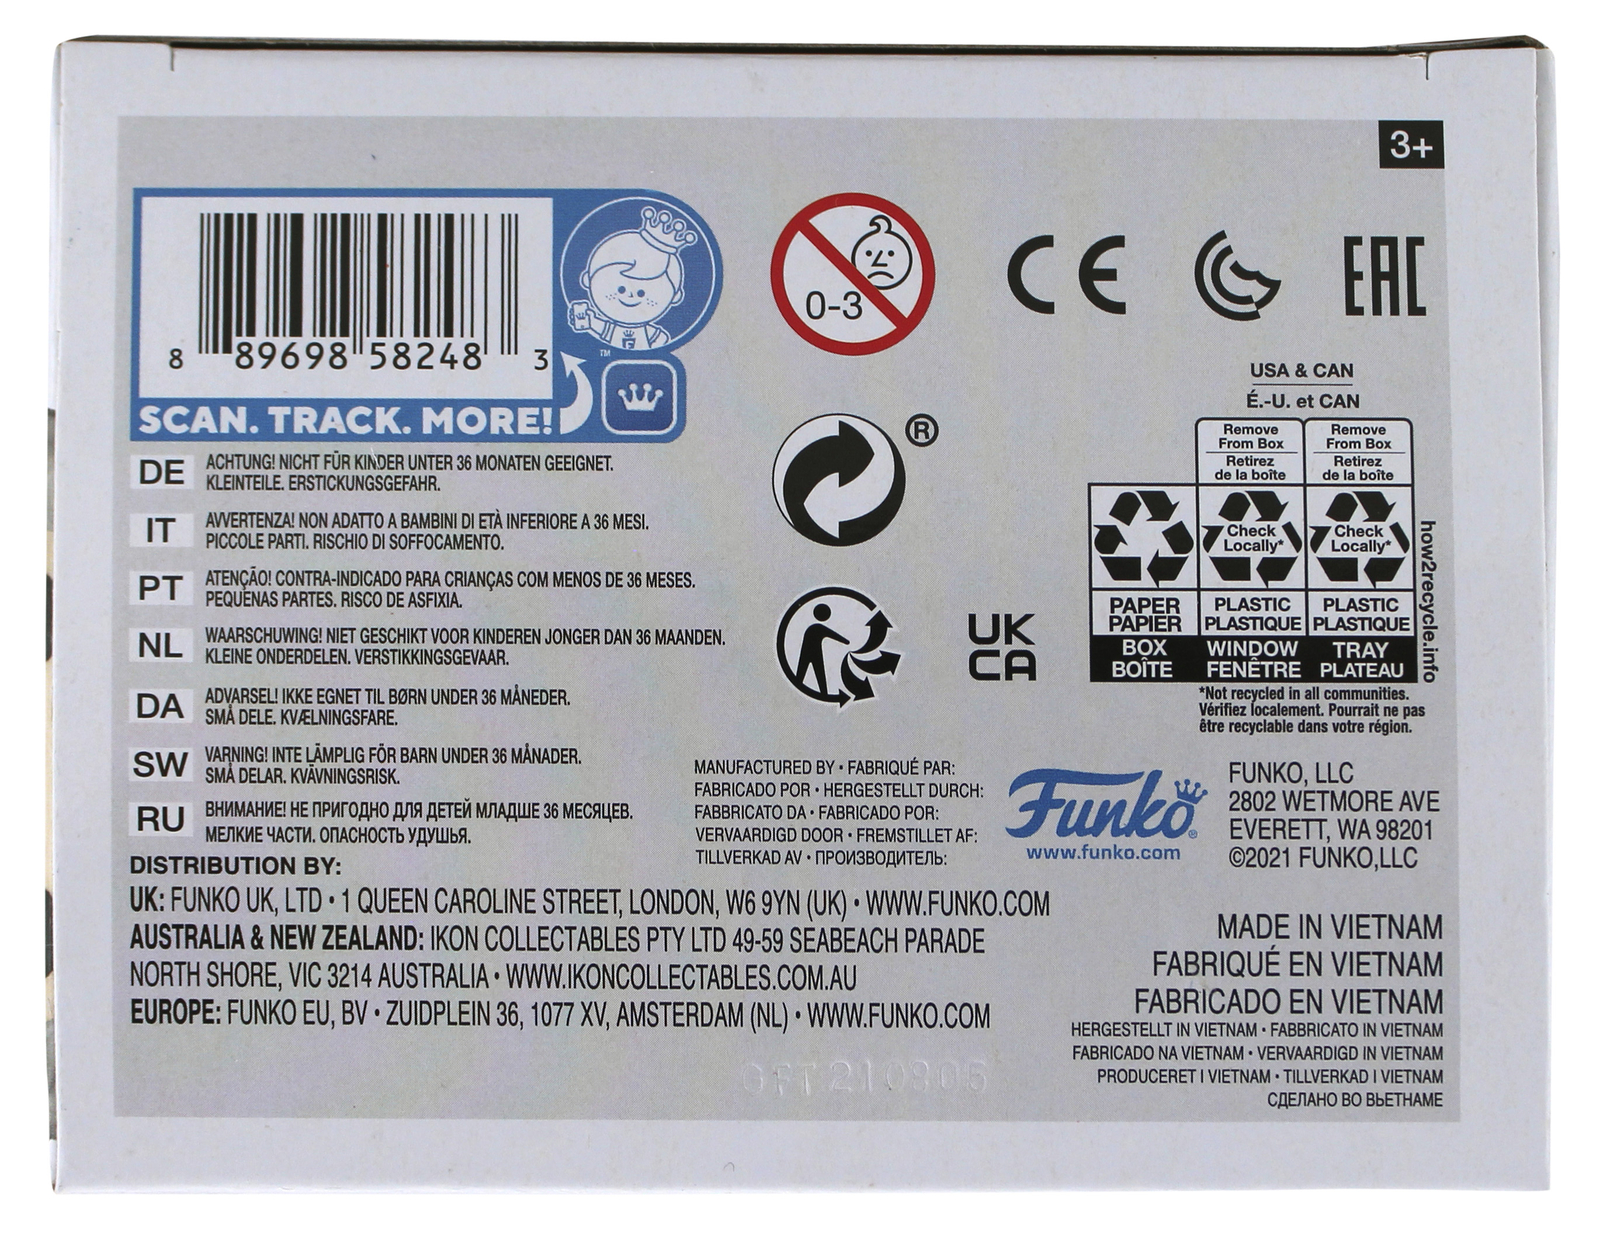 3+
8 89698 58248 3
™
SCAN. TRACK. MORE!
0-3
CE
EAC
®
USA & CAN
É.-U. et CAN
Remove From Box
Retirez de la boîte
Remove From Box
Retirez de la boîte
Check Locally*
Check Locally*
PAPER PAPIER
PLASTIC PLASTIQUE
PLASTIC PLASTIQUE
BOX BOÎTE
WINDOW FENÊTRE
TRAY PLATEAU
how2recycle.info
*Not recycled in all communities.
Vérifiez localement. Pourrait ne pas
être recyclable dans votre région.
UK
CA
DE ACHTUNG! NICHT FÜR KINDER UNTER 36 MONATEN GEEIGNET.
KLEINTEILE. ERSTICKUNGSGEFAHR.
IT AVVERTENZA! NON ADATTO A BAMBINI DI ETÀ INFERIORE A 36 MESI.
PICCOLE PARTI. RISCHIO DI SOFFOCAMENTO.
PT ATENÇÃO! CONTRA-INDICADO PARA CRIANÇAS COM MENOS DE 36 MESES.
PEQUENAS PARTES. RISCO DE ASFIXIA.
NL WAARSCHUWING! NIET GESCHIKT VOOR KINDEREN JONGER DAN 36 MAANDEN.
KLEINE ONDERDELEN. VERSTIKKINGSGEVAAR.
DA ADVARSEL! IKKE EGNET TIL BØRN UNDER 36 MÅNEDER.
SMÅ DELE. KVÆLNINGSFARE.
SW VARNING! INTE LÄMPLIG FÖR BARN UNDER 36 MÅNADER.
SMÅ DELAR. KVÄVNINGSRISK.
RU ВНИМАНИЕ! НЕ ПРИГОДНО ДЛЯ ДЕТЕЙ МЛАДШЕ 36 МЕСЯЦЕВ.
МЕЛКИЕ ЧАСТИ. ОПАСНОСТЬ УДУШЬЯ.
MANUFACTURED BY • FABRIQUÉ PAR:
FABRICADO POR • HERGESTELLT DURCH:
FABBRICATO DA • FABRICADO POR:
VERVAARDIGD DOOR • FREMSTILLET AF:
TILLVERKAD AV • ПРОИЗВОДИТЕЛЬ:
Funko®
www.funko.com
FUNKO, LLC
2802 WETMORE AVE
EVERETT, WA 98201
©2021 FUNKO,LLC
DISTRIBUTION BY:
UK: FUNKO UK, LTD • 1 QUEEN CAROLINE STREET, LONDON, W6 9YN (UK) • WWW.FUNKO.COM
AUSTRALIA & NEW ZEALAND: IKON COLLECTABLES PTY LTD 49-59 SEABEACH PARADE
NORTH SHORE, VIC 3214 AUSTRALIA • WWW.IKONCOLLECTABLES.COM.AU
EUROPE: FUNKO EU, BV • ZUIDPLEIN 36, 1077 XV, AMSTERDAM (NL) • WWW.FUNKO.COM
MADE IN VIETNAM
FABRIQUÉ EN VIETNAM
FABRICADO EN VIETNAM
HERGESTELLT IN VIETNAM • FABBRICATO IN VIETNAM
FABRICADO NA VIETNAM • VERVAARDIGD IN VIETNAM
PRODUCERET I VIETNAM • TILLVERKAD I VIETNAM
СДЕЛАНО ВО ВЬЕТНАМЕ